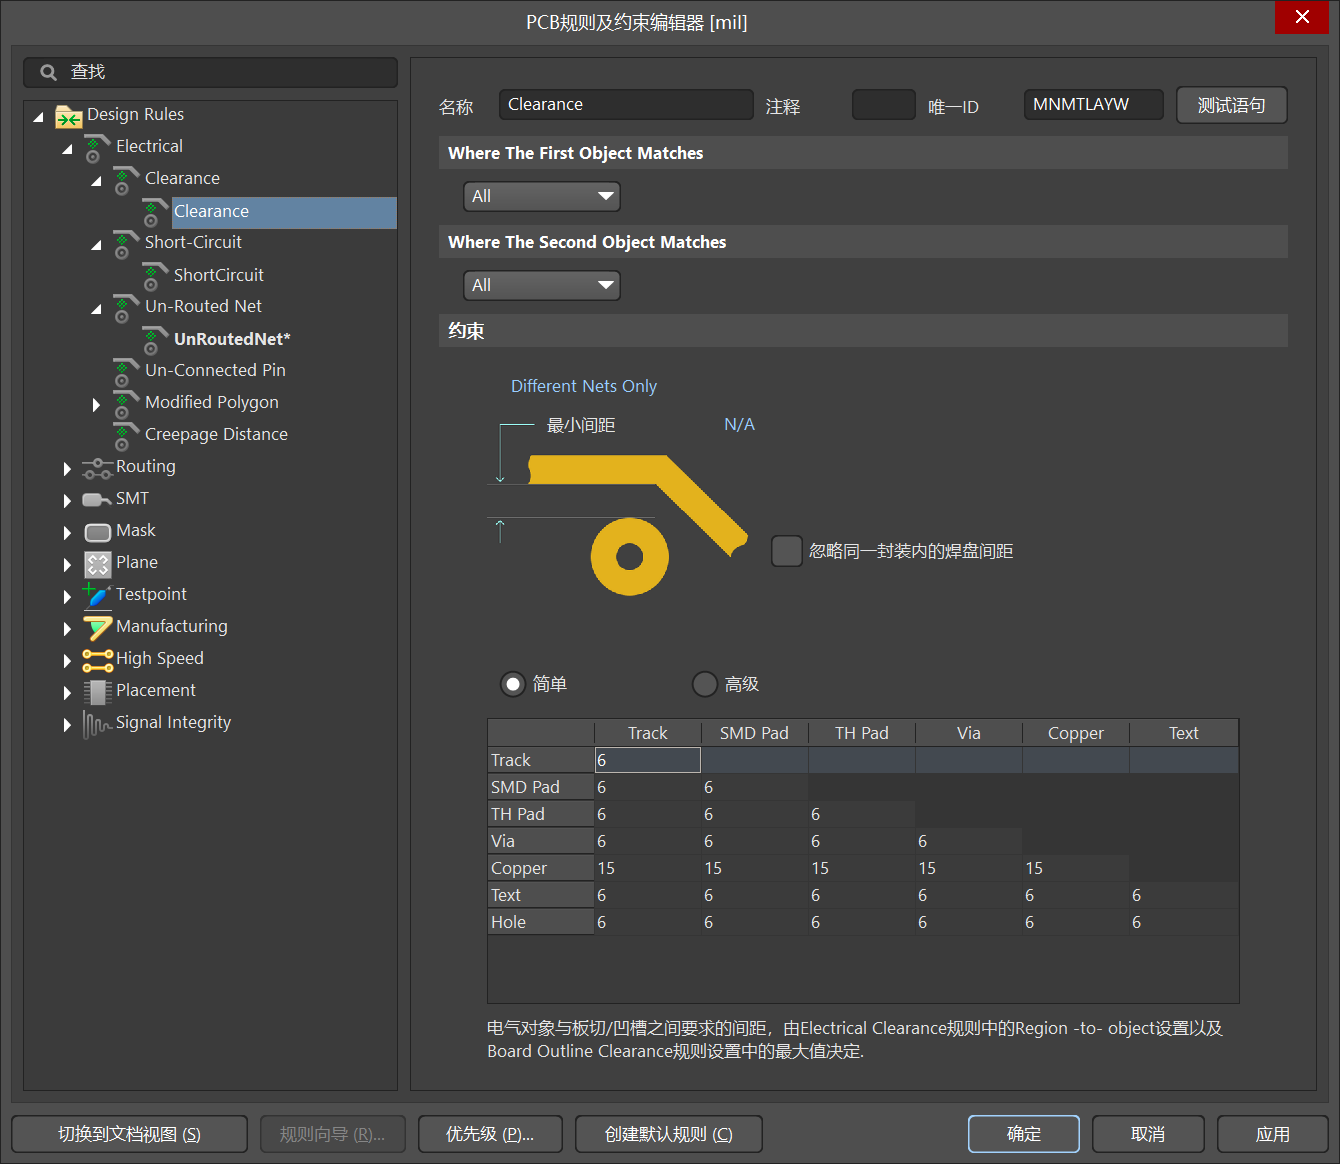 PCB规则及约束编辑器 [mil]
查找
Design Rules
Electrical
Clearance
Clearance
Short-Circuit
ShortCircuit
Un-Routed Net
UnRoutedNet*
Un-Connected Pin
Modified Polygon
Creepage Distance
Routing
SMT
Mask
Plane
Testpoint
Manufacturing
High Speed
Placement
Signal Integrity
名称 Clearance 注释 唯一ID MNMTLAYW 测试语句
Where The First Object Matches
All
Where The Second Object Matches
All
约束
Different Nets Only
最小间距 N/A
忽略同一封装内的焊盘间距
简单 高级
Track SMD Pad TH Pad Via Copper Text
Track 6
SMD Pad 6 6
TH Pad 6 6 6
Via 6 6 6 6
Copper 15 15 15 15 15
Text 6 6 6 6 6 6
Hole 6 6 6 6 6 6
电气对象与板切/凹槽之间要求的间距，由Electrical Clearance规则中的Region -to- object设置以及
Board Outline Clearance规则设置中的最大值决定.
切换到文档视图 (S) 规则向导 (R)... 优先级 (P)... 创建默认规则 (C) 确定 取消 应用